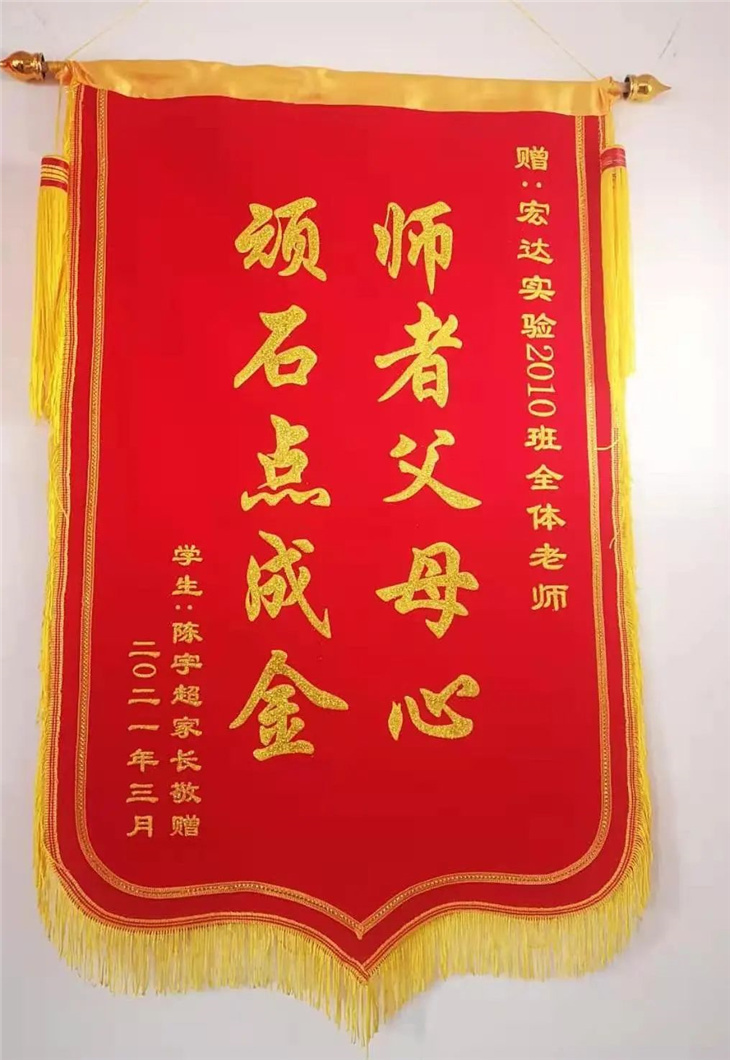 赠:宏达实验2010班全体老师
师者父母心
顽石点成金
学生:陈宇超家长敬赠
二〇二一年三月